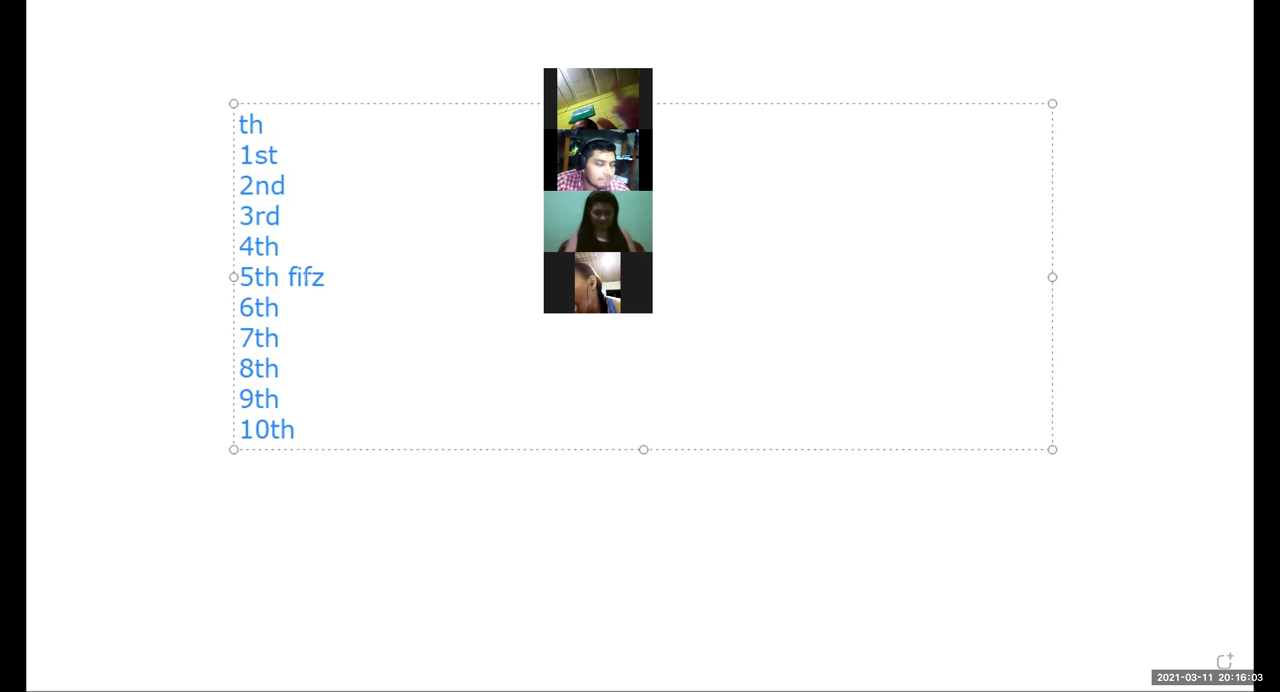 th
1st
2nd
3rd
4th
5th fifz
6th
7th
8th
9th
10th
2021-03-11 20:16:03